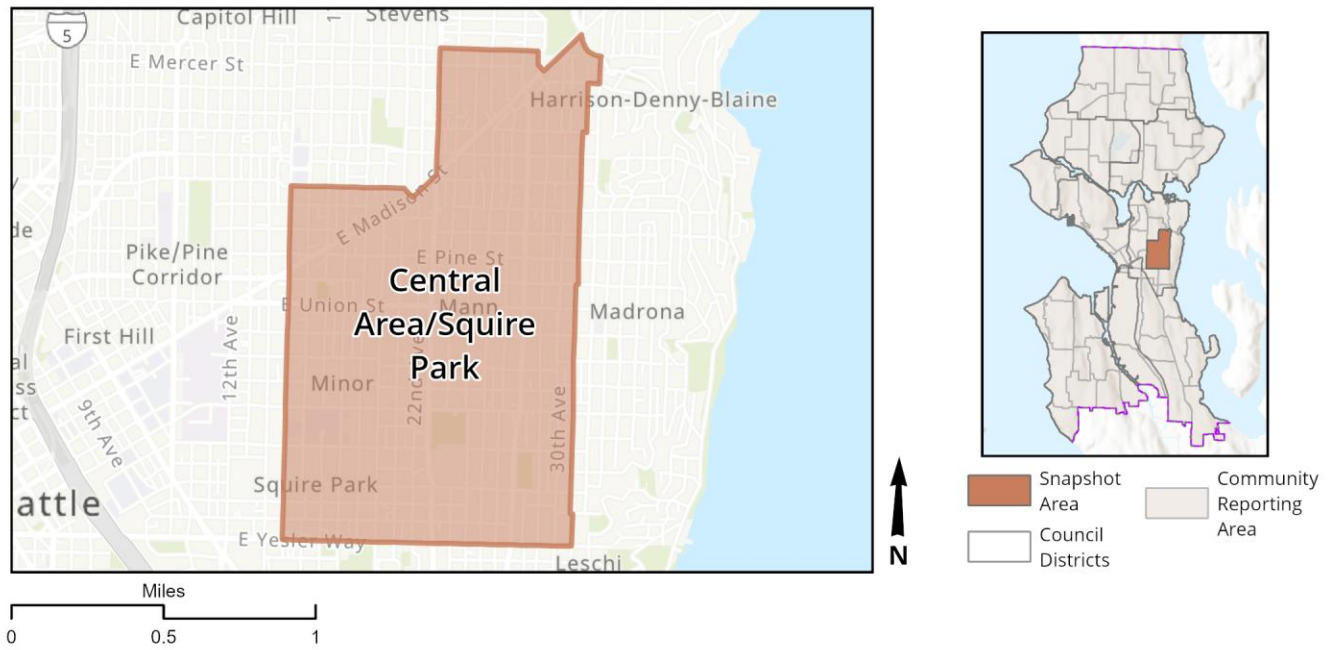 Capitol Hill
Stevens
5
E Mercer St
Harrison-Denny-Blaine
E Madison St
Pike/Pine
Corridor
E Pine St
Central
Area/Squire
Park
E Union St
Mann
Madrona
First Hill
12th Ave
Minor
22nd Ave
30th Ave
9th Ave
Squire Park
attle
E Yesler Way
Leschi
N
Miles
0
0.5
1
Snapshot
Area
Council
Districts
Community
Reporting
Area